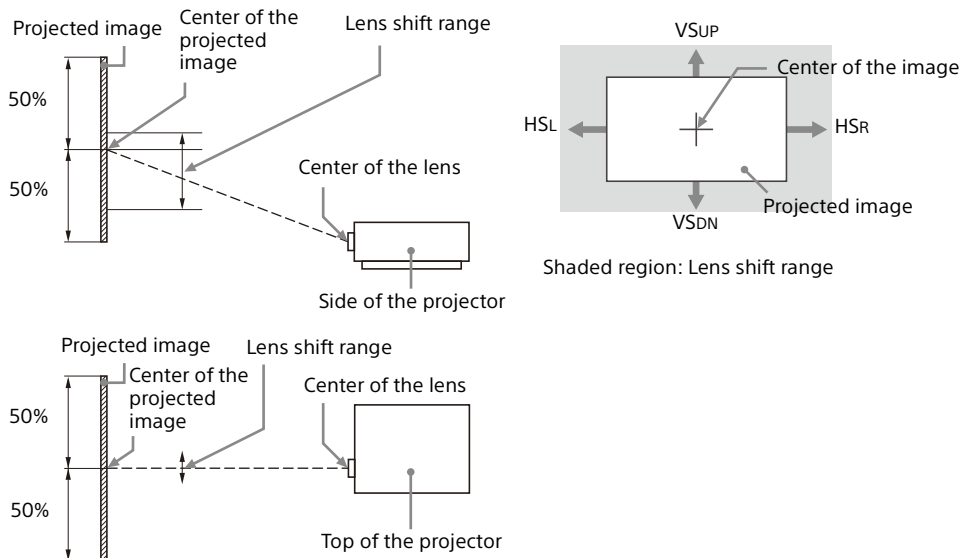 Projected image
Center of the
projected
image
Lens shift range
50%
50%
Center of the lens
Side of the projector
VSUP
Center of the image
HSL
HSR
Projected image
VSDN
Shaded region: Lens shift range
Projected image
Lens shift range
Center of the
projected
image
Center of the lens
50%
50%
Top of the projector